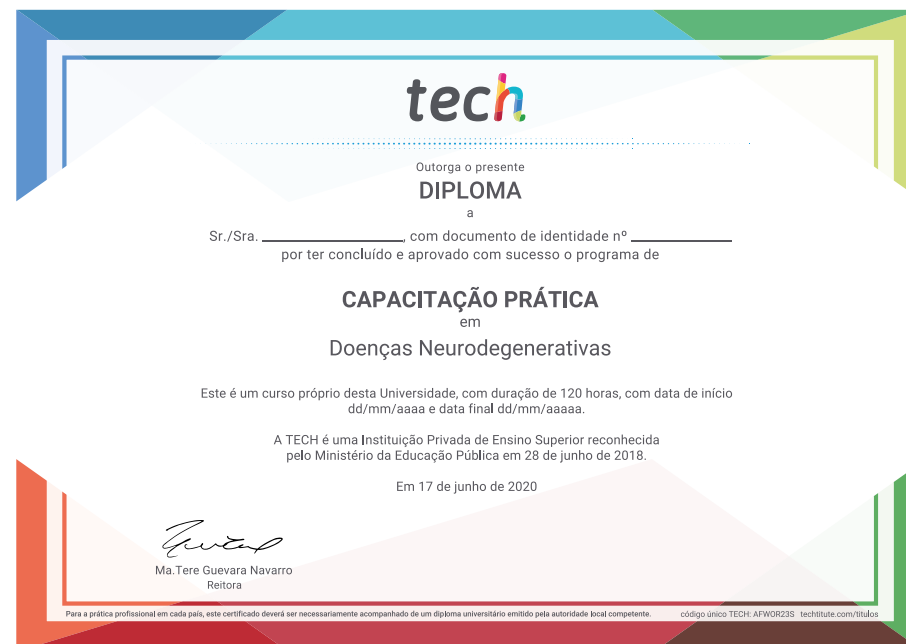 tech
Outorga o presente
DIPLOMA
a
Sr./Sra. ________________, com documento de identidade nº ____________
por ter concluído e aprovado com sucesso o programa de
CAPACITAÇÃO PRÁTICA
em
Doenças Neurodegenerativas
Este é um curso próprio desta Universidade, com duração de 120 horas, com data de início
dd/mm/aaaa e data final dd/mm/aaaaa.
A TECH é uma Instituição Privada de Ensino Superior reconhecida
pelo Ministério da Educação Pública em 28 de junho de 2018.
Em 17 de junho de 2020
Ma.Tere Guevara Navarro
Reitora
Para a prática profissional em cada país, este certificado deverá ser necessariamente acompanhado de um diploma universitário emitido pela autoridade local competente. código único TECH: AFWOR23S techtitute.com/titulos